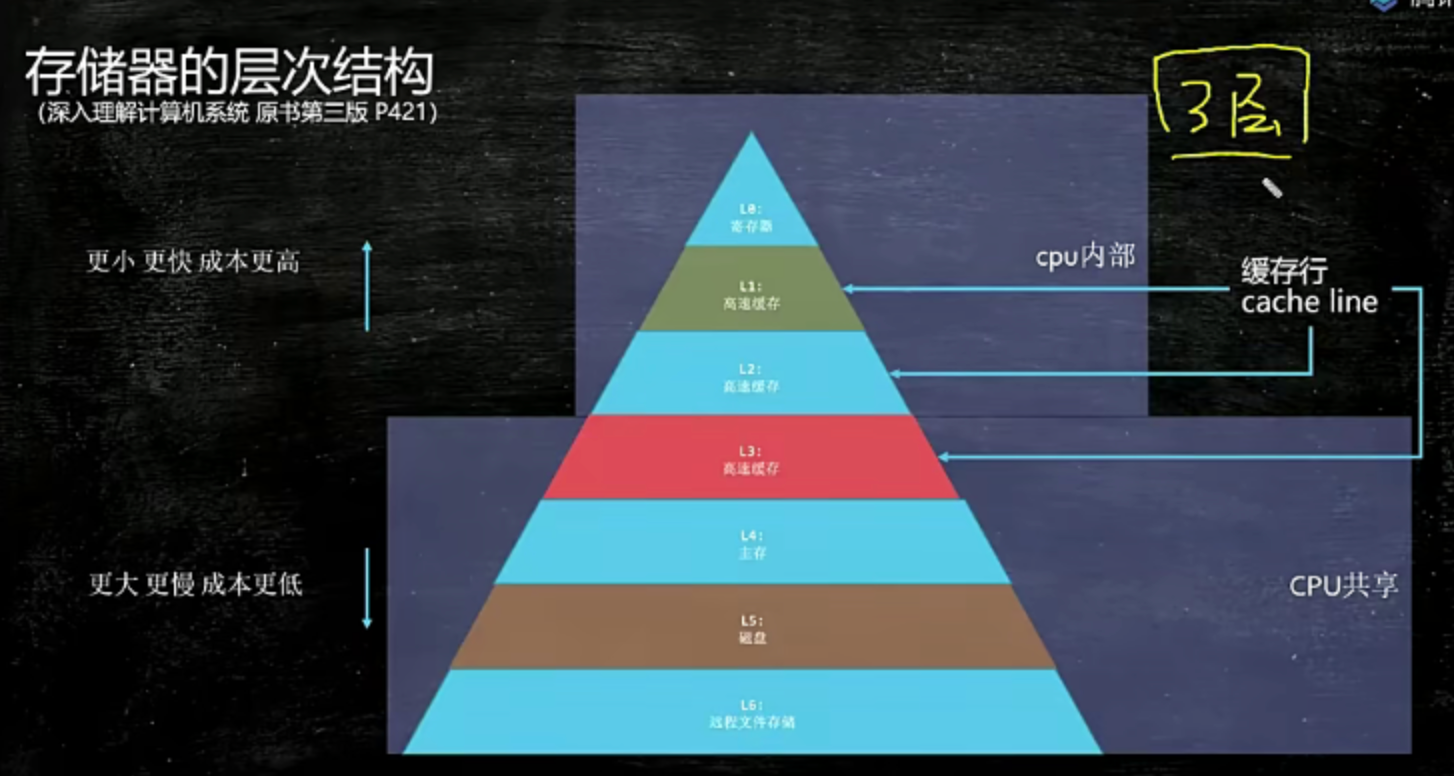 存储器的层次结构
(深入理解计算机系统 原书第三版 P421)
3层
L0:
寄存器
更小 更快 成本更高
cpu内部
缓存行
cache line
L1:
高速缓存
L2:
高速缓存
L3:
高速缓存
L4:
主存
更大 更慢 成本更低
CPU共享
L5:
磁盘
L6:
远程文件存储